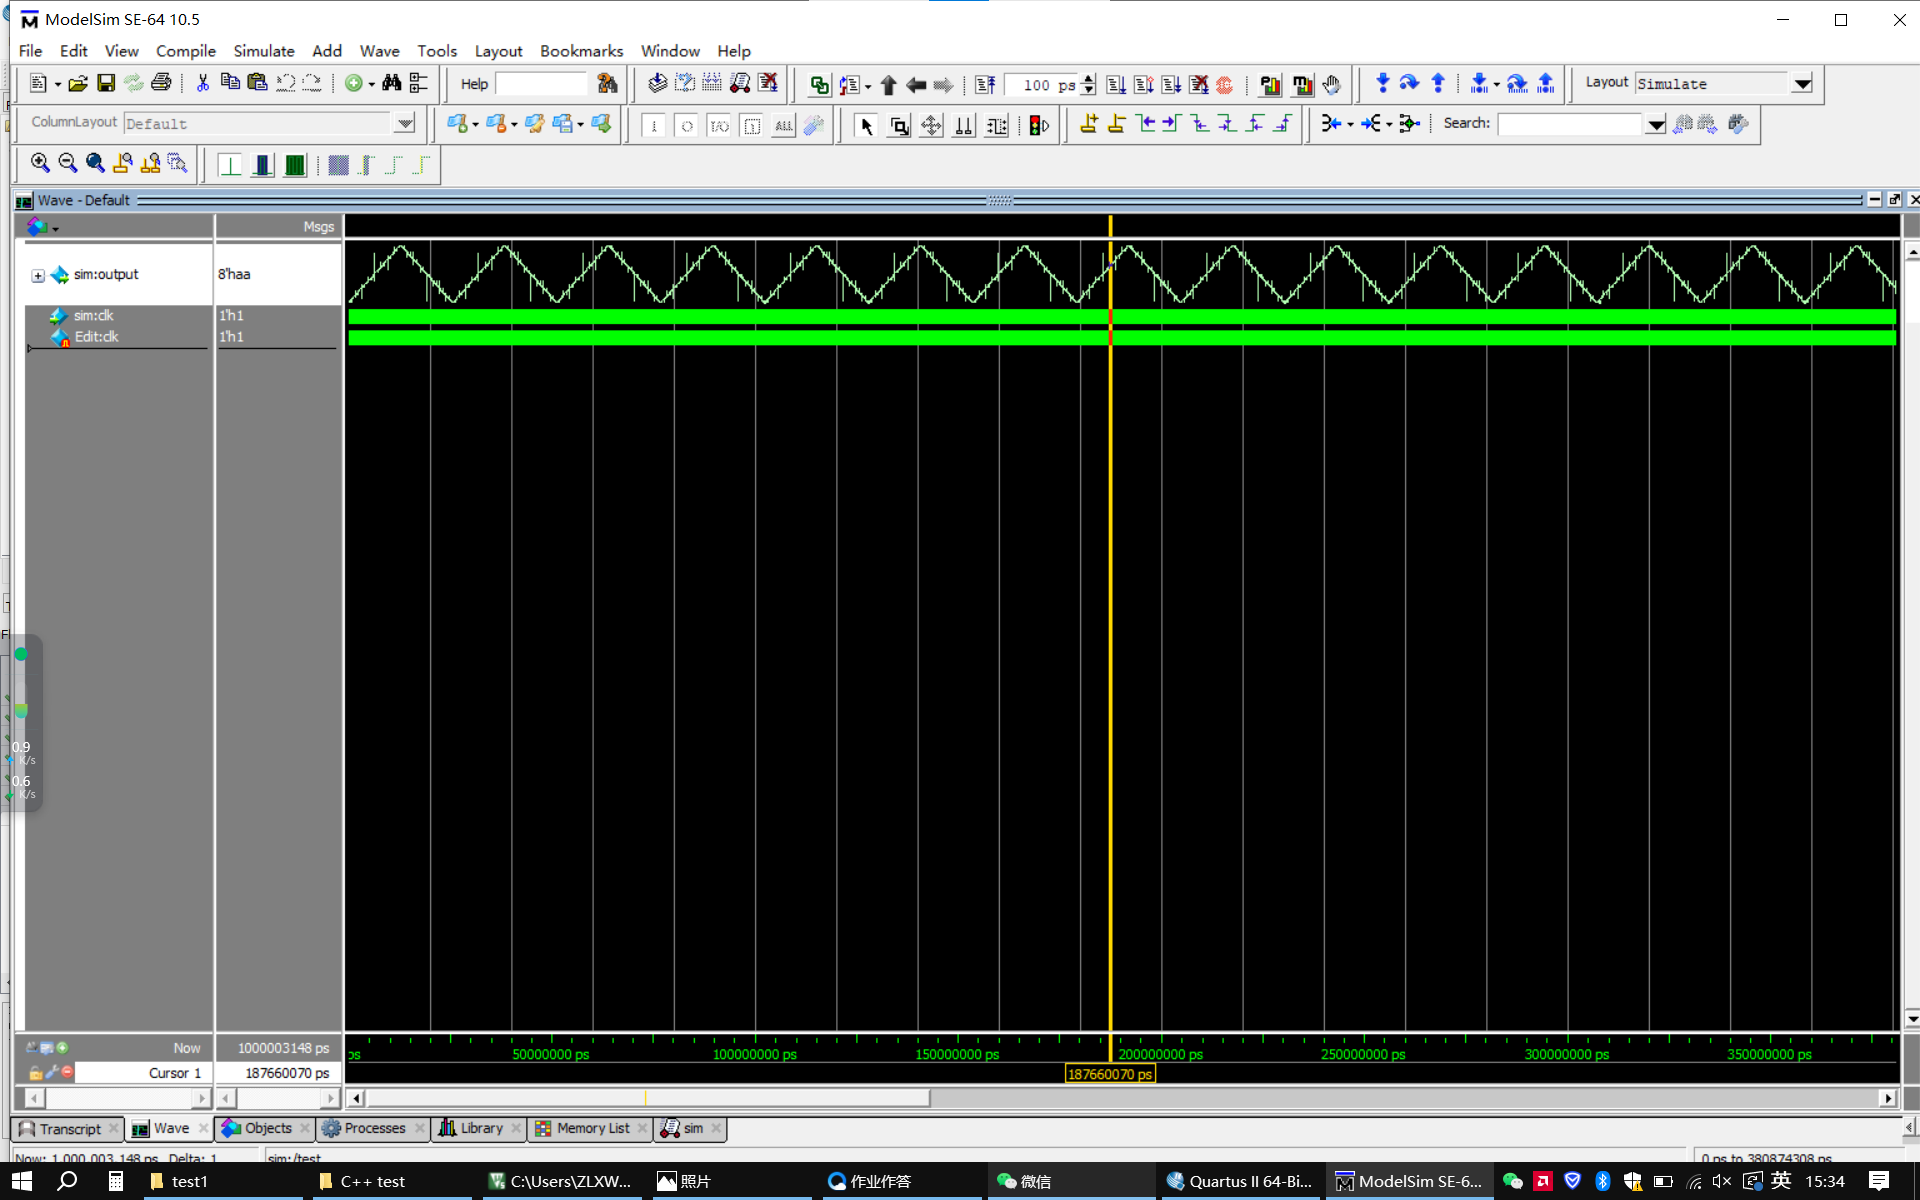 ModelSim SE-64 10.5
File Edit View Compile Simulate Add Wave Tools Layout Bookmarks Window Help
Help 100 ps Layout Simulate
ColumnLayout Default Search:
Wave - Default
Msgs
sim:output 8'haa
sim:clk 1'h1
Edit:clk 1'h1
0.9
K/s
0.6
K/s
Now 1000003148 ps ps 50000000 ps 100000000 ps 150000000 ps 200000000 ps 250000000 ps 300000000 ps 350000000 ps
Cursor 1 187660070 ps 187660070 ps
Transcript Wave Objects Processes Library Memory List sim
Now: 1,000,003,148 ps Delta: 1 sim:/test 0 ps to 380874308 ps
test1 C++ test C:\Users\ZLXW... 照片 作业作答 微信 Quartus II 64-Bi... ModelSim SE-6... 英 15:34